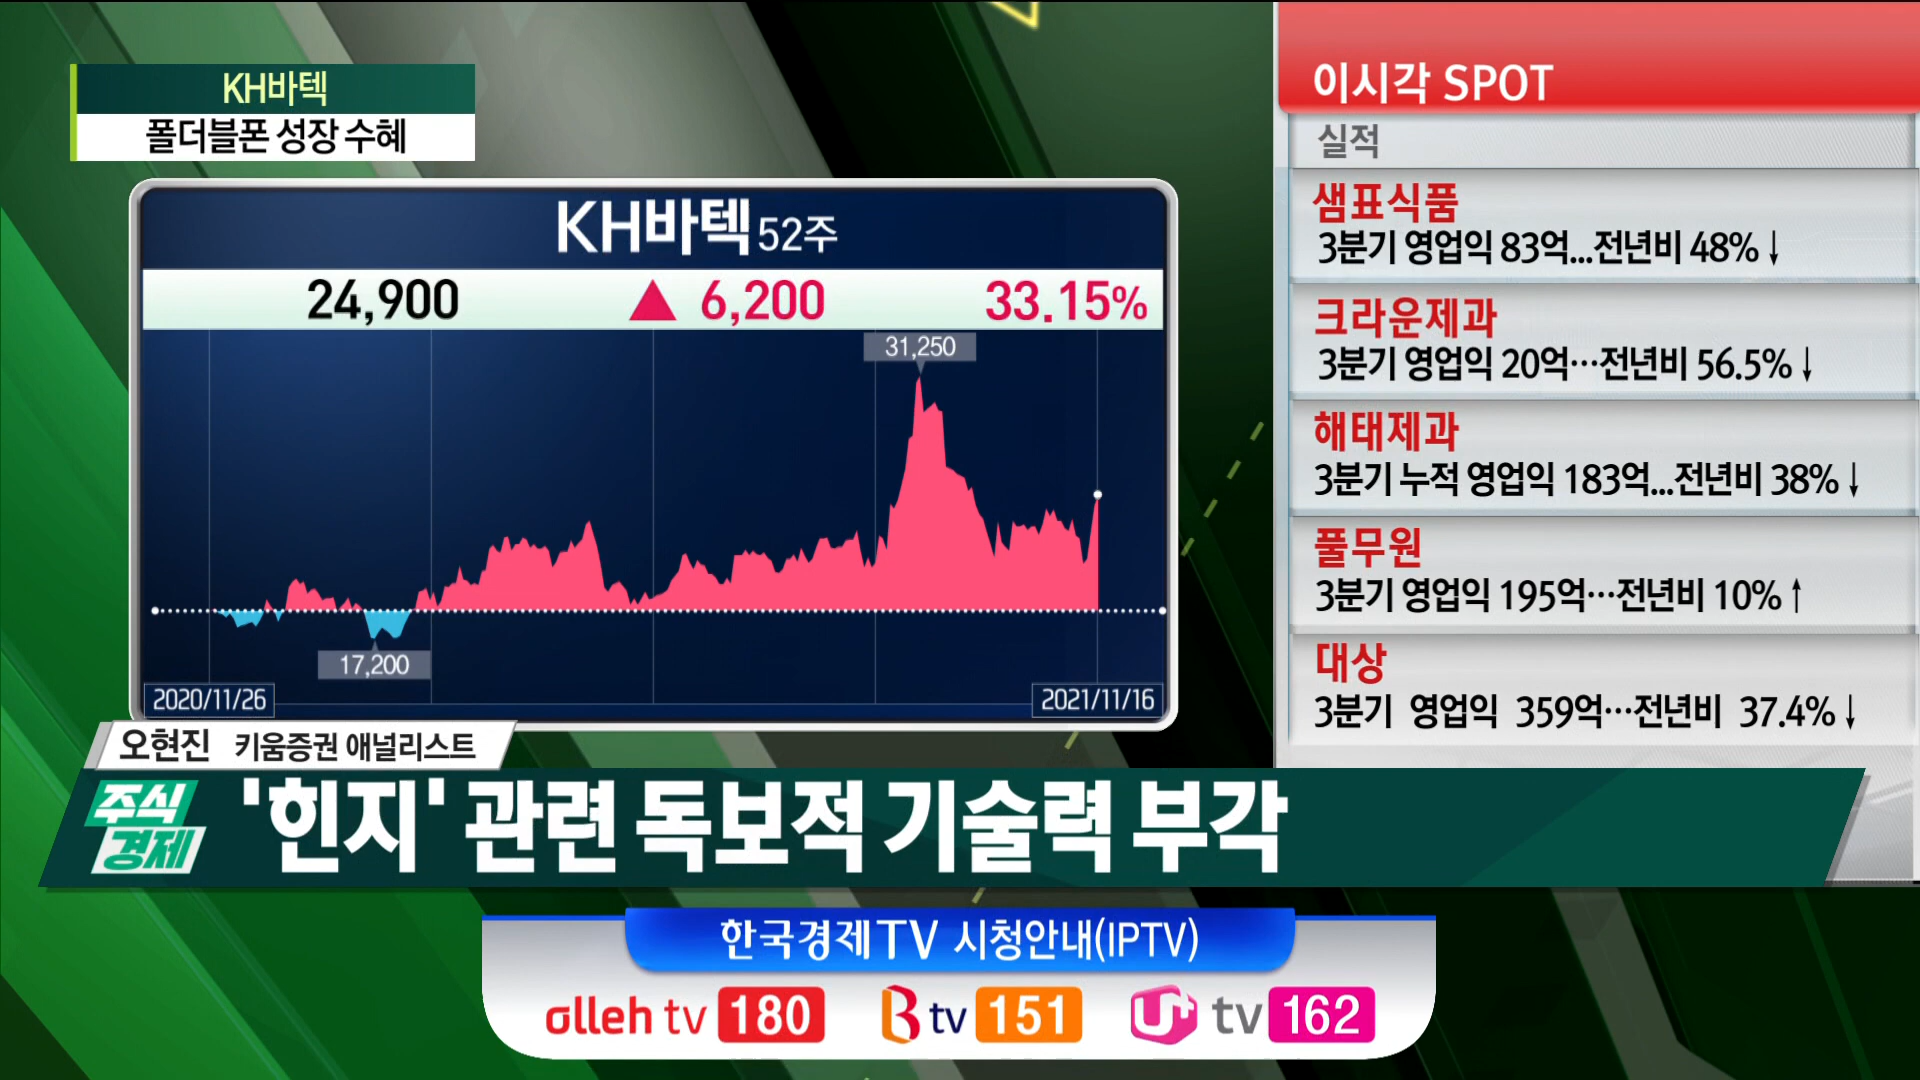 KH바텍
폴더블폰 성장 수혜
KH바텍 52주
24,900 ▲ 6,200 33.15%
31,250
17,200
2020/11/26
2021/11/16
이시각 SPOT
실적
샘표식품
3분기 영업익 83억...전년비 48%↓
크라운제과
3분기 영업익 20억…전년비 56.5%↓
해태제과
3분기 누적 영업익 183억...전년비 38%↓
풀무원
3분기 영업익 195억…전년비 10%↑
대상
3분기 영업익 359억…전년비 37.4%↓
오현진 키움증권 애널리스트
주식
경제
'힌지' 관련 독보적 기술력 부각
한국경제TV 시청안내(IPTV)
olleh tv 180 B tv 151 U+ tv 162